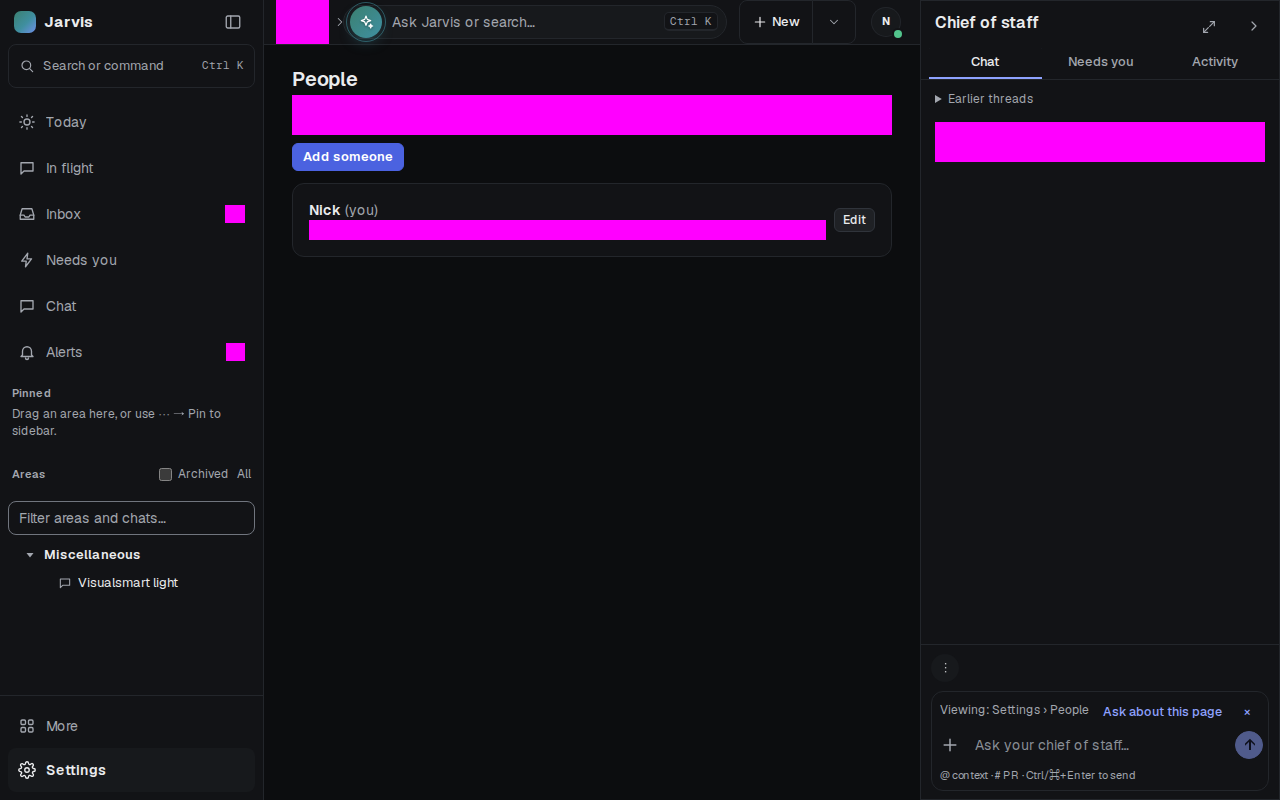 Jarvis
Search or command Ctrl K
Today
In flight
Inbox
Needs you
Chat
Alerts
Pinned
Drag an area here, or use ··· → Pin to
sidebar.
Areas Archived All
Filter areas and chats...
Miscellaneous
Visualsmart light
More
Settings
Ask Jarvis or search... Ctrl K
New
N
People
Add someone
Nick (you)
Edit
Chief of staff
Chat Needs you Activity
Earlier threads
Viewing: Settings › People Ask about this page ×
Ask your chief of staff...
@ context · # PR · Ctrl/⌘+Enter to send